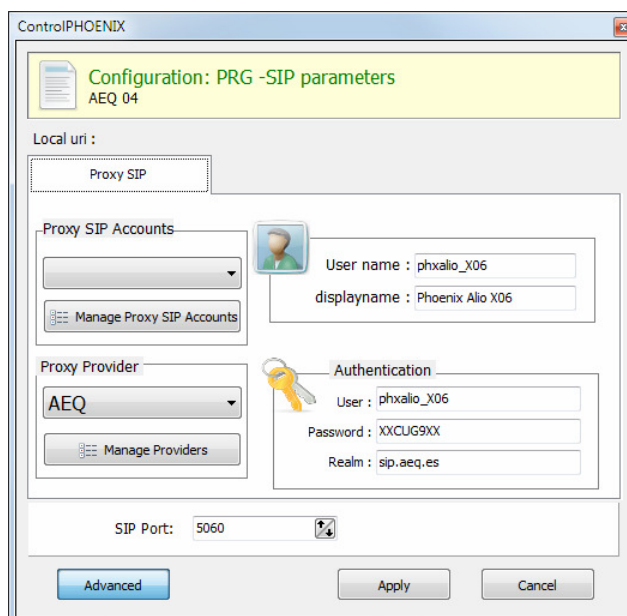 ControlPHOENIX
Configuration: PRG -SIP parameters
AEQ 04
Local uri :
Proxy SIP
Proxy SIP Accounts
Manage Proxy SIP Accounts
User name : phxalio_X06
displayname : Phoenix Alio X06
Proxy Provider
AEQ
Manage Providers
Authentication
User : phxalio_X06
Password : XXCUG9XX
Realm : sip.aeq.es
SIP Port: 5060
Advanced
Apply
Cancel